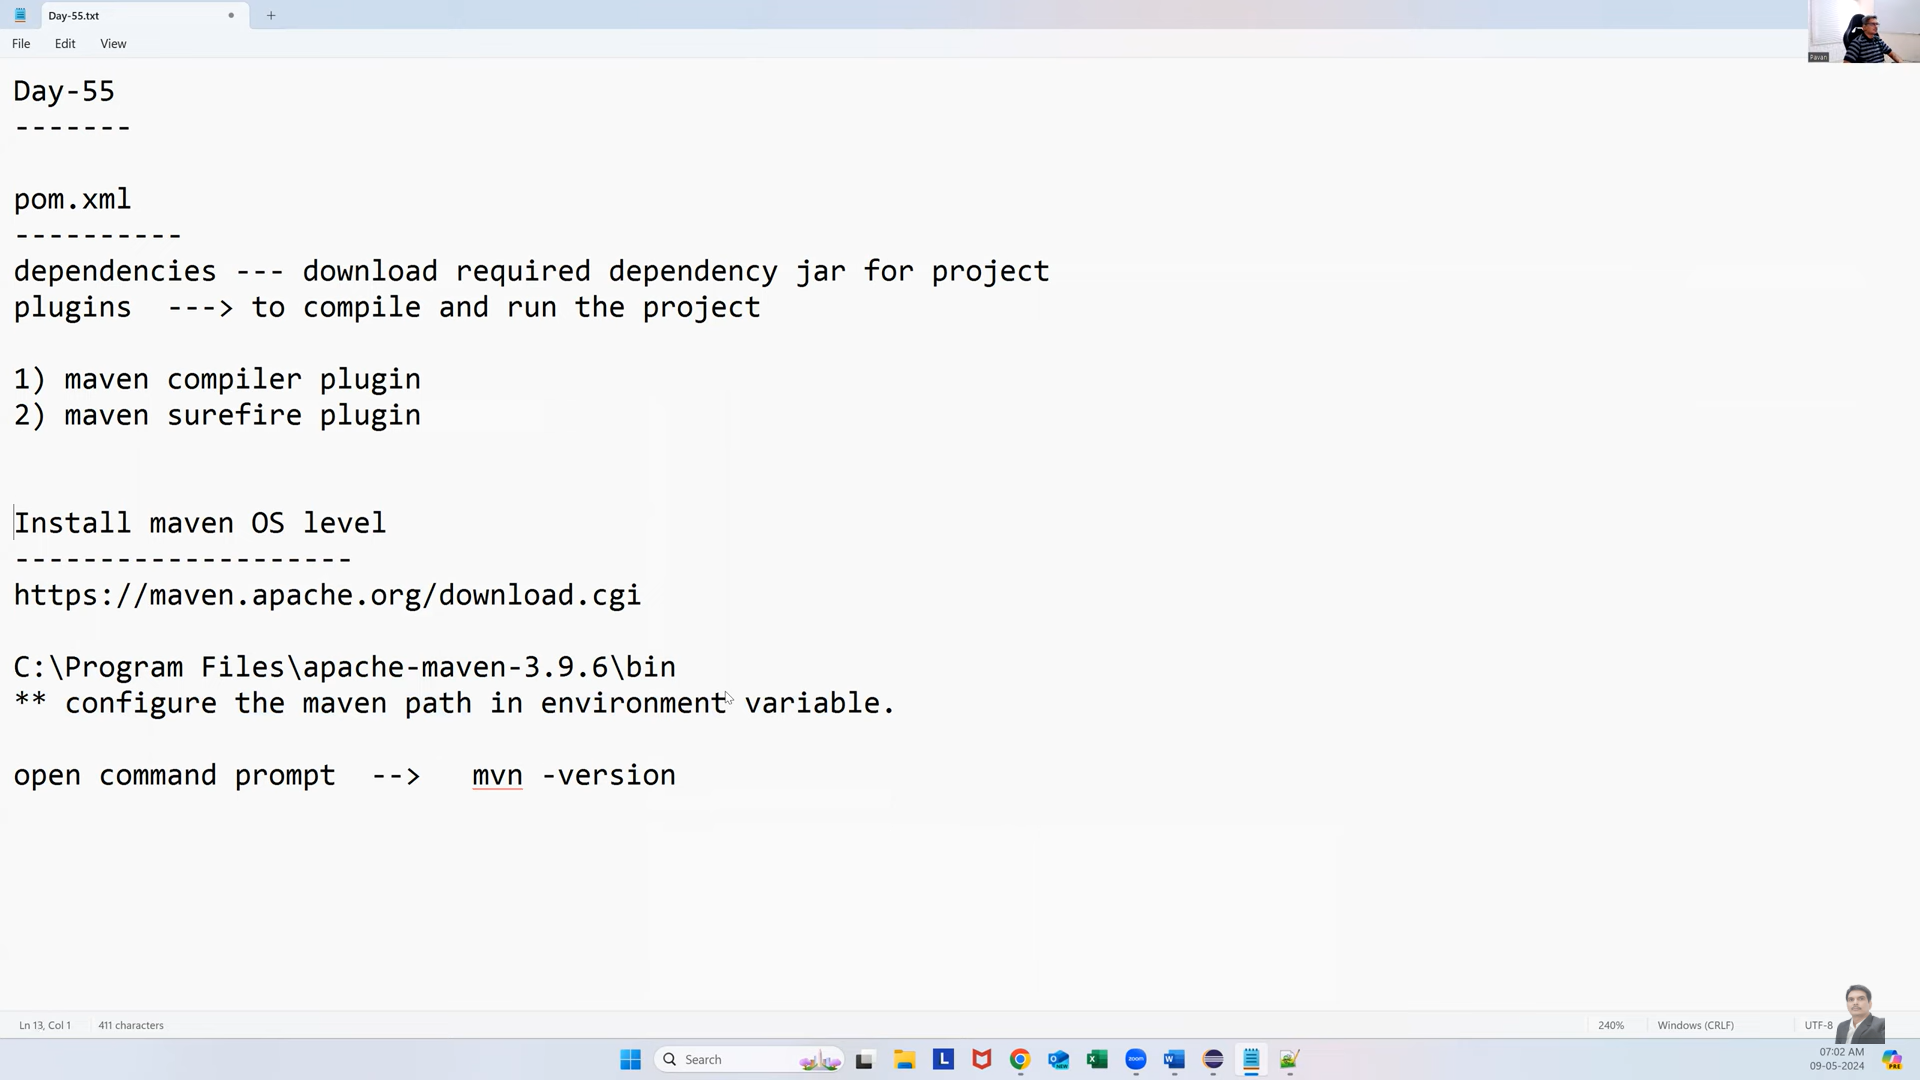 Day-55.txt
File Edit View
Pavan
Day-55
-------
pom.xml
----------
dependencies --- download required dependency jar for project
plugins  ---> to compile and run the project
1) maven compiler plugin
2) maven surefire plugin
Install maven OS level
--------------------
https://maven.apache.org/download.cgi
C:\Program Files\apache-maven-3.9.6\bin
** configure the maven path in environment variable.
open command prompt  -->   mvn -version
Ln 13, Col 1 411 characters 240% Windows (CRLF) UTF-8
Search L zoom PRE
07:02 AM
09-05-2024